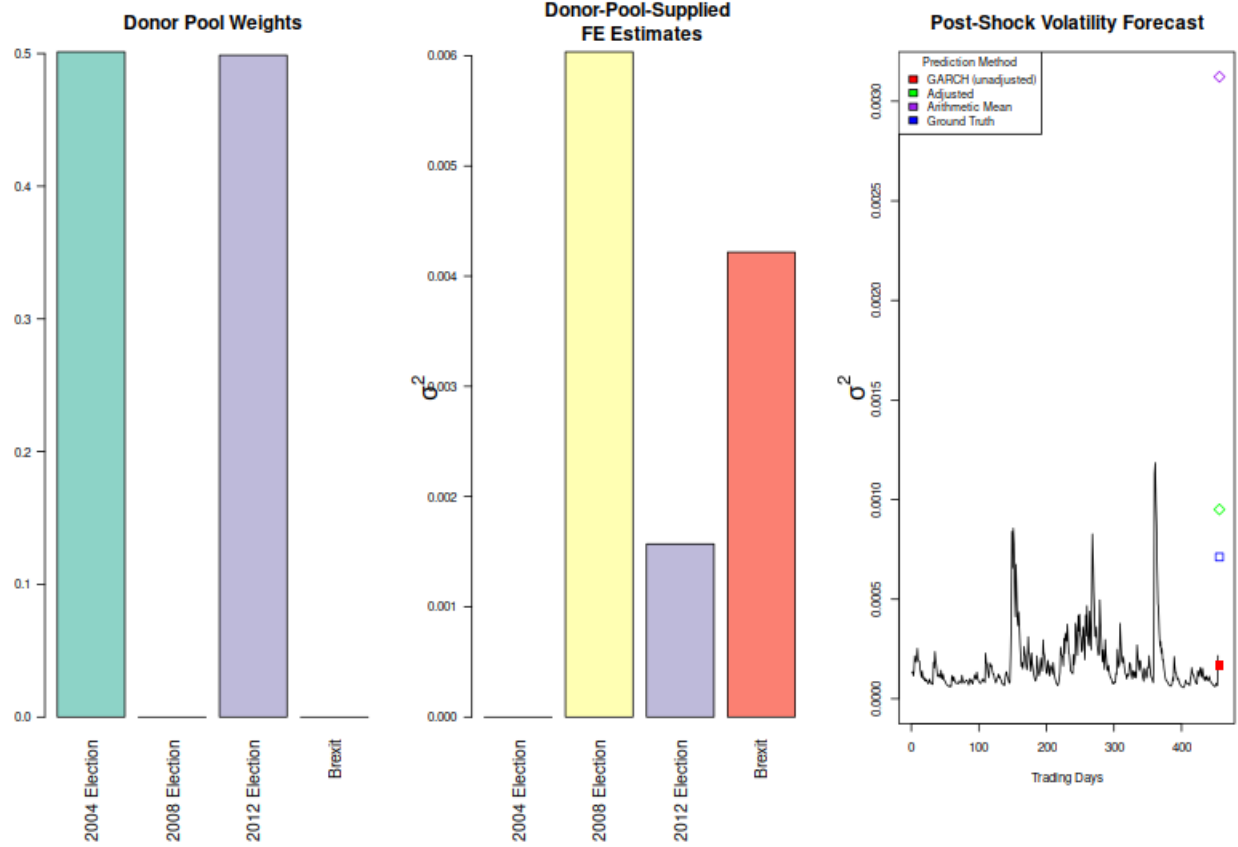 Donor Pool Weights
0.5
0.4
0.3
0.2
0.1
0.0
2004 Election
2008 Election
2012 Election
Brexit
Donor-Pool-Supplied
FE Estimates
σ2
0.006
0.005
0.004
0.003
0.002
0.001
0.000
2004 Election
2008 Election
2012 Election
Brexit
Post-Shock Volatility Forecast
Prediction Method
GARCH (unadjusted)
Adjusted
Arithmetic Mean
Ground Truth
σ2
0.0030
0.0025
0.0020
0.0015
0.0010
0.0005
0.0000
0 100 200 300 400
Trading Days